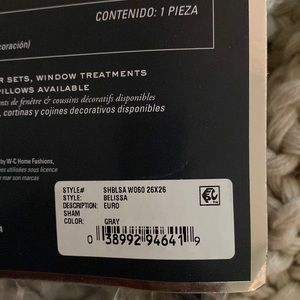 CONTENIDO: 1 PIEZA
coración)
R SETS, WINDOW TREATMENTS
PILLOWS AVAILABLE
nts de fenêtre & coussins décoratifs disponibles
, cortinas y cojines decorativos disponibles
by W-C Home Fashions,
STYLE# SHBLSA W060 26X26
STYLE: BELISSA
DESCRIPTION: EURO
SHAM
COLOR: GRAY
0 38992 94641 9